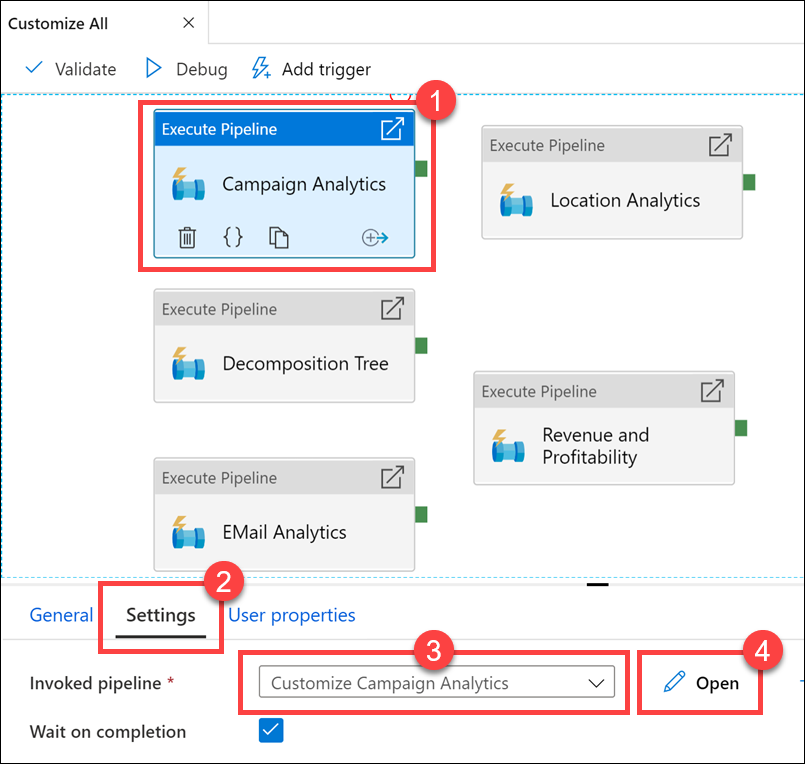 Customize All
Validate
Debug
Add trigger
1
Execute Pipeline
Campaign Analytics
{}
Execute Pipeline
Location Analytics
Execute Pipeline
Decomposition Tree
Execute Pipeline
Revenue and
Profitability
Execute Pipeline
EMail Analytics
2
General
Settings
User properties
3
4
Invoked pipeline *
Customize Campaign Analytics
Open
Wait on completion